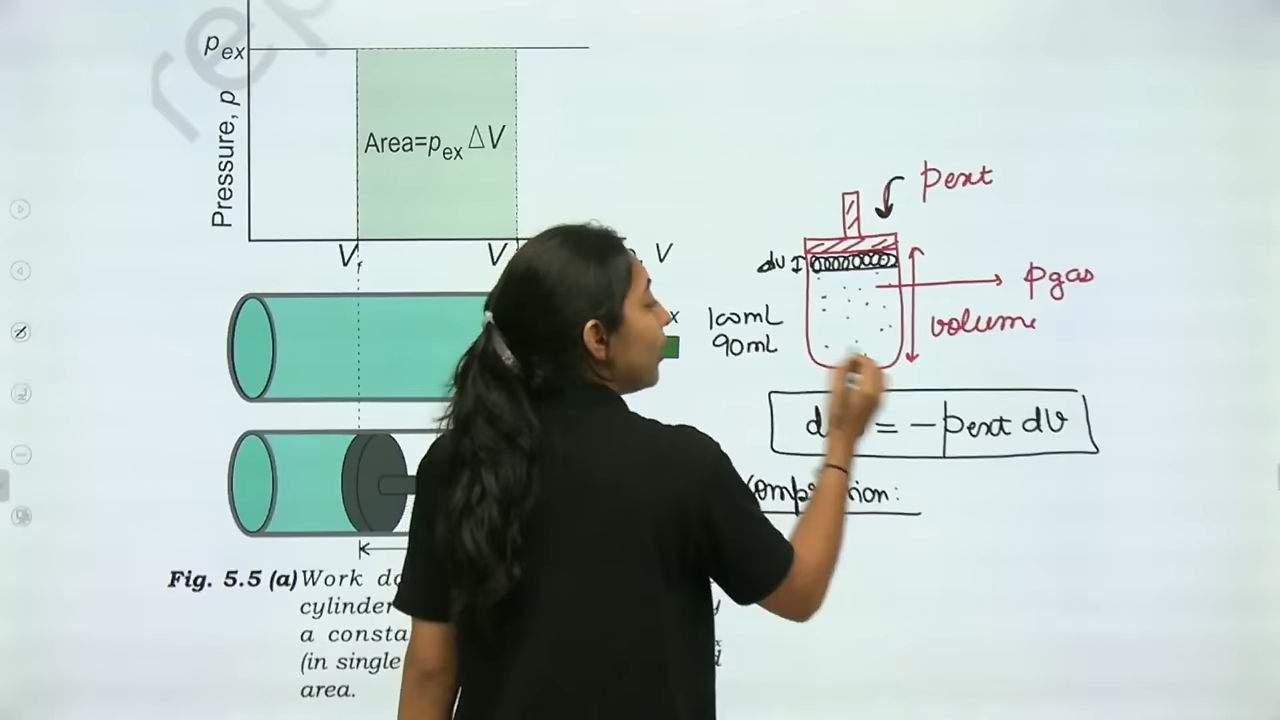 rep
Pex
Pressure, p
Area=pex ΔV
V
V
V
Pext
dV
Pgas
volume
100mL
90mL
= -Pext dV
Fig. 5.5 (a) Work
cylinder
a
(in single
area.